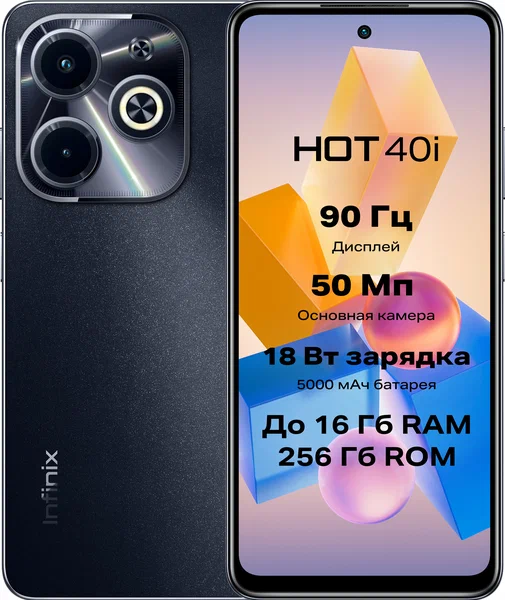 HOT 40i
90 Гц
Дисплей
50 Мп
Основная камера
18 Вт зарядка
5000 мАч батарея
До 16 Гб RAM
256 Гб ROM
Infinix